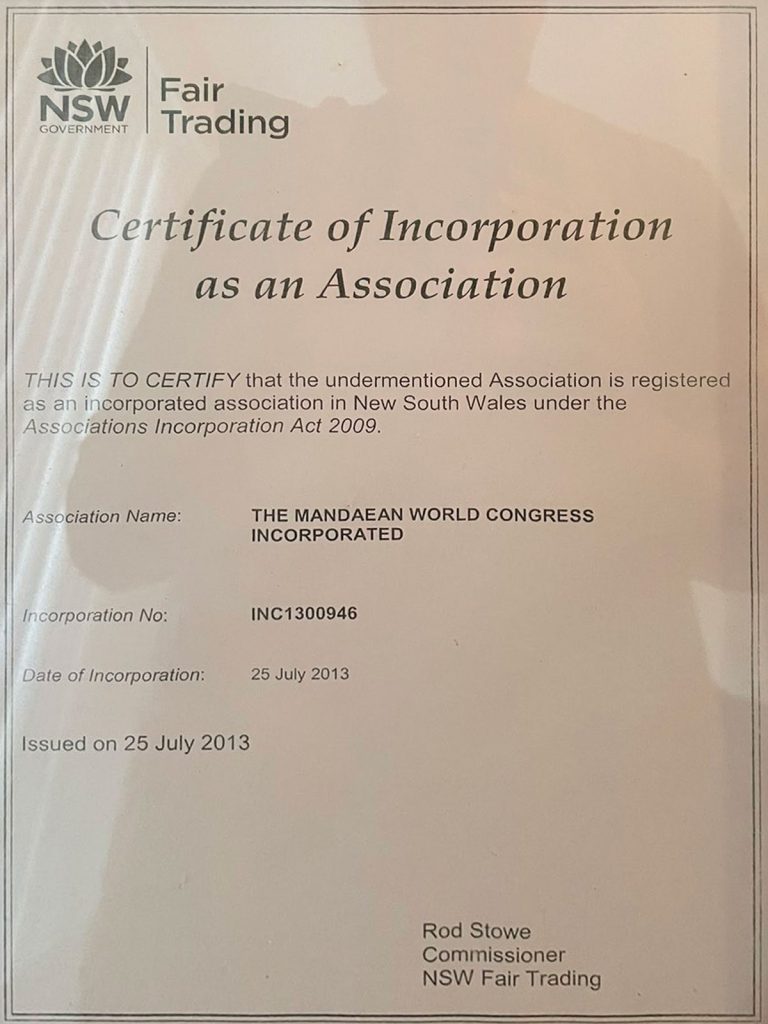 NSW
GOVERNMENT
Fair
Trading
Certificate of Incorporation
as an Association
THIS IS TO CERTIFY that the undermentioned Association is registered
as an incorporated association in New South Wales under the
Associations Incorporation Act 2009.
Association Name: THE MANDAEAN WORLD CONGRESS
INCORPORATED
Incorporation No: INC1300946
Date of Incorporation: 25 July 2013
Issued on 25 July 2013
Rod Stowe
Commissioner
NSW Fair Trading